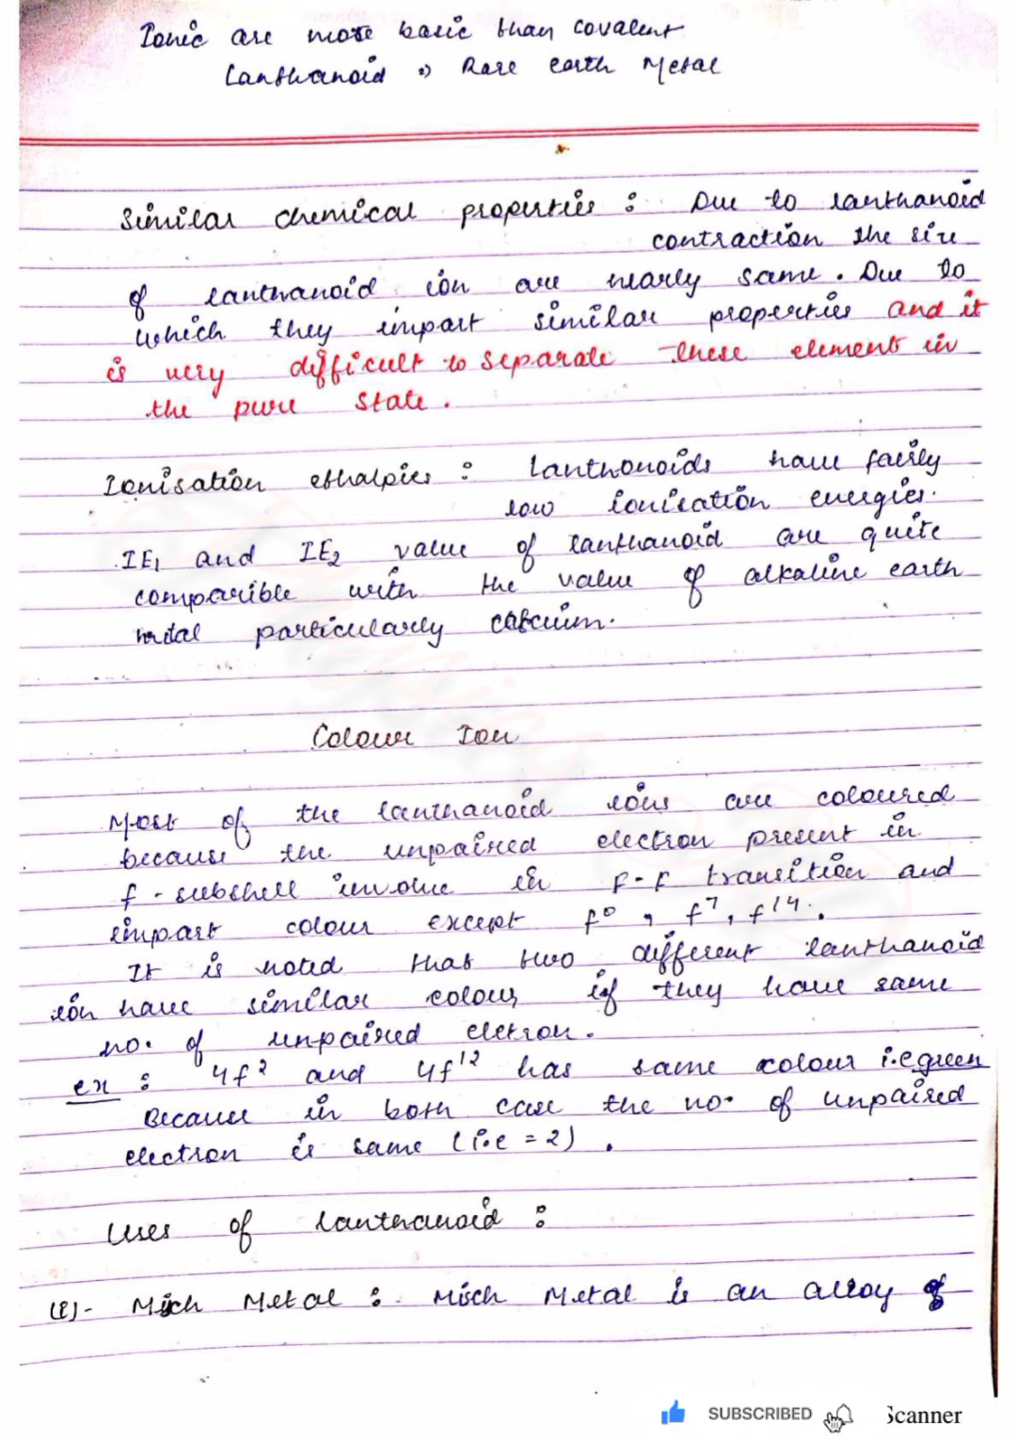 Ionic are more basic than covalent
Lanthanoid ⇒ Rare earth Metal
Similar chemical properties : Due to lanthanoid
contraction the size
of lanthanoid ion are nearly same. Due to
which they impart similar properties and it
is very difficult to separate these element in
the pure state.
Ionisation ethalpies : lanthonoids have fairly
low ionisation energies.
IE₁ and IE₂ value of lanthanoid are quite
comparible with the value of alkaline earth
metal particularly calcium.
Colour Ion
Most of the lanthanoid ions are coloured
because the unpaired electron present in
f-subshell involve in F-F transition and
impart colour except f⁰, f⁷, f¹⁴.
It is noted that two different lanthanoid
ion have similar colour if they have same
no. of unpaired eletron.
ex : 4f² and 4f¹² has same colour i.e green
Because in both case the no. of unpaired
electron is same (i.e = 2).
Uses of lanthanoid :
(i)- Misch Metal : Misch Metal is an alloy of
SUBSCRIBED
Scanner